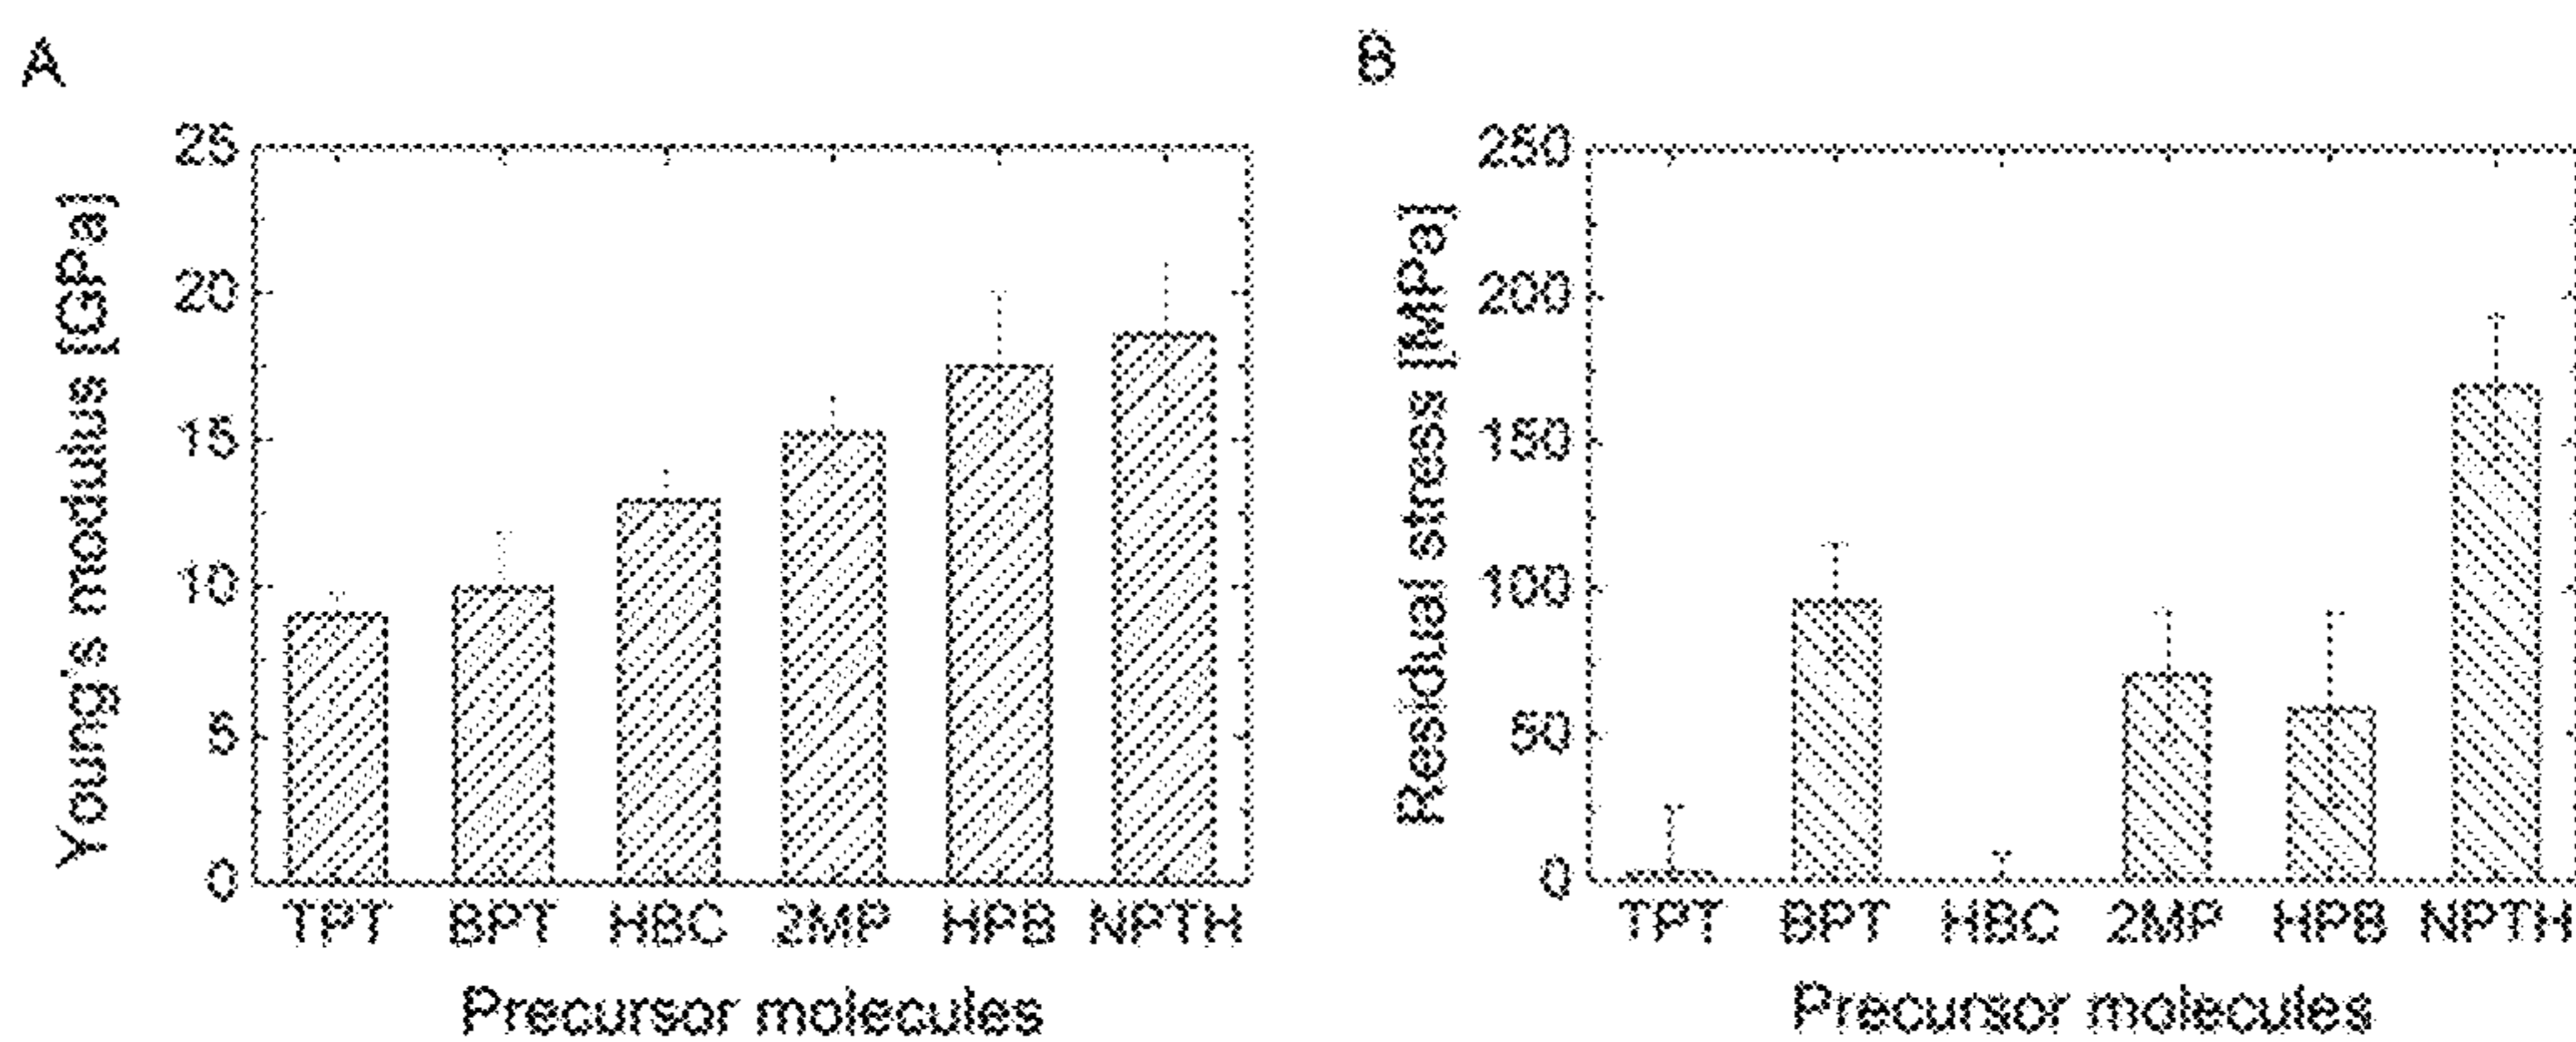 A
25
20
15
10
5
0
Young's modulus [GPa]
TPT BPT HBC 2MP HPB NPTH
Precursor molecules
B
250
200
150
100
50
0
Residual stress [MPa]
TPT BPT HBC 2MP HPB NPTH
Precursor molecules